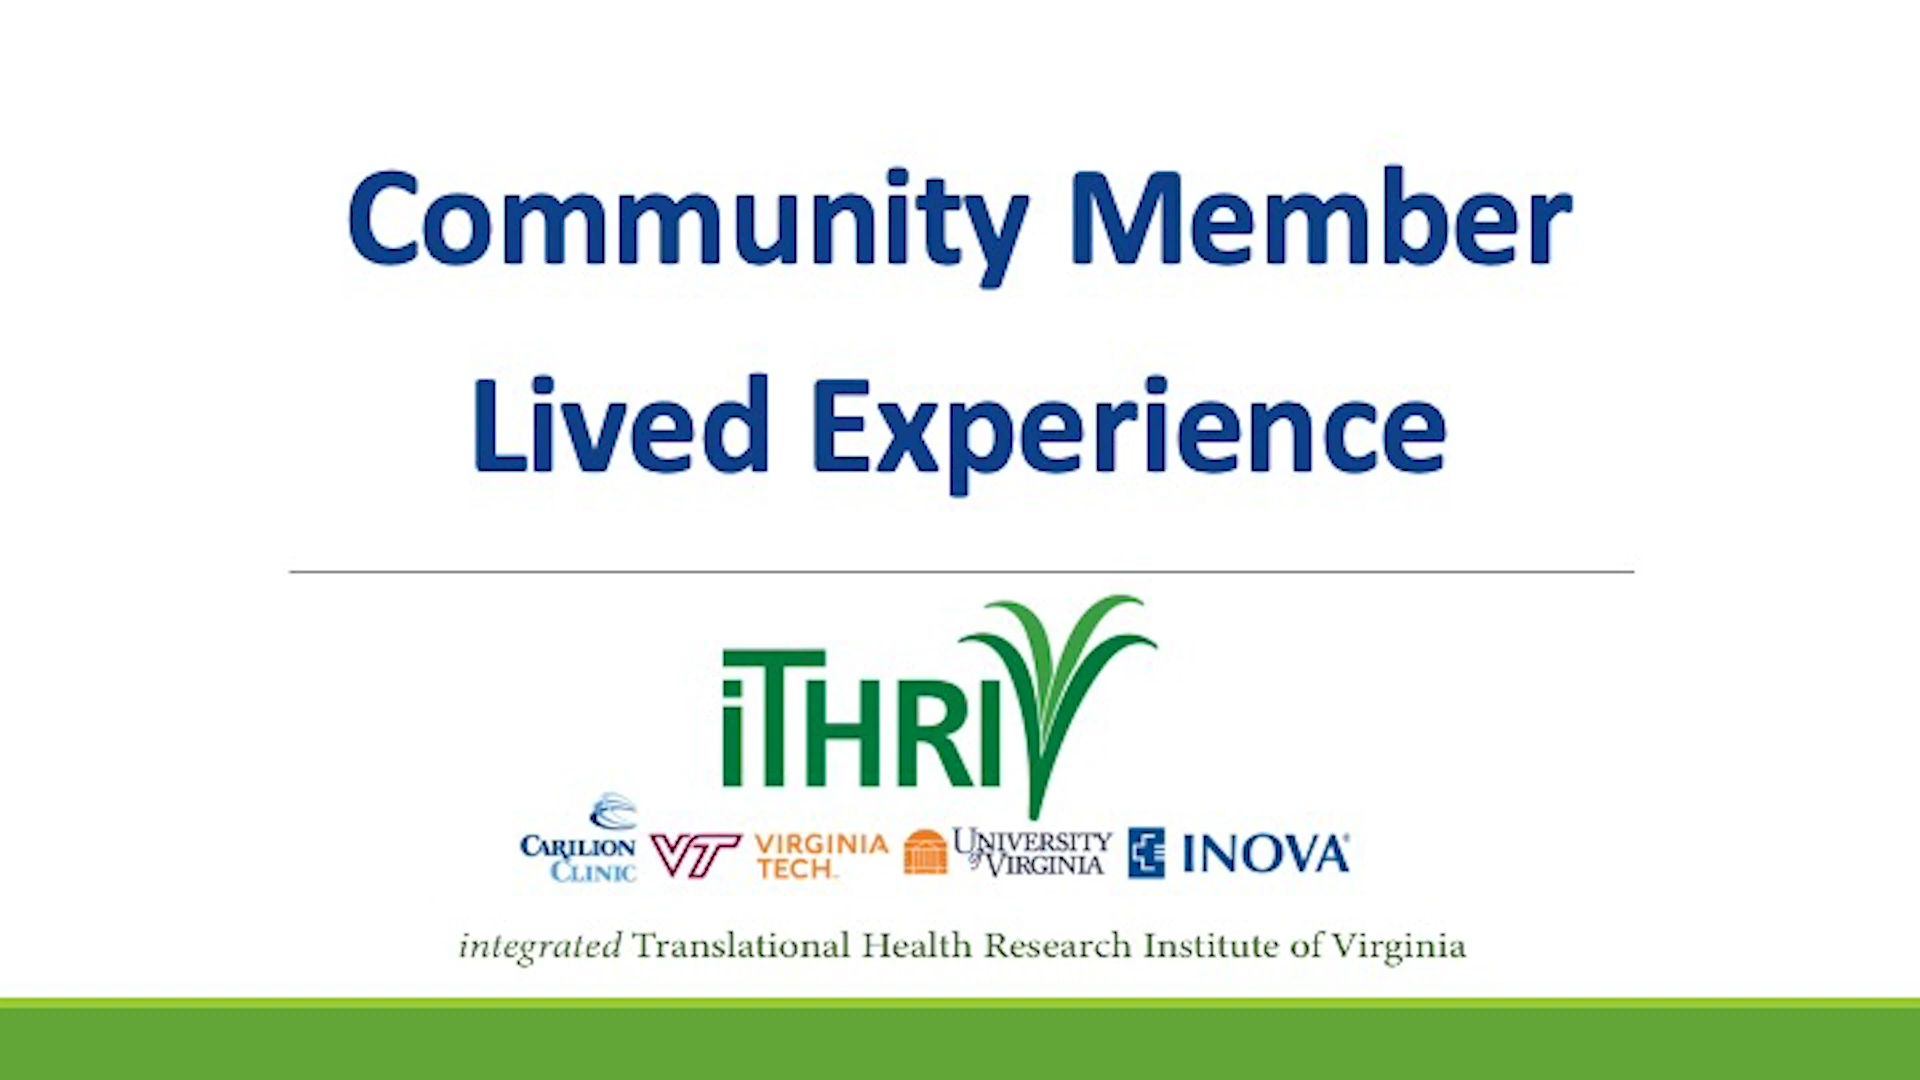 Community Member
Lived Experience
iTHRIV
CARILION CLINIC VT VIRGINIA TECH. UNIVERSITY of VIRGINIA INOVA®
integrated Translational Health Research Institute of Virginia